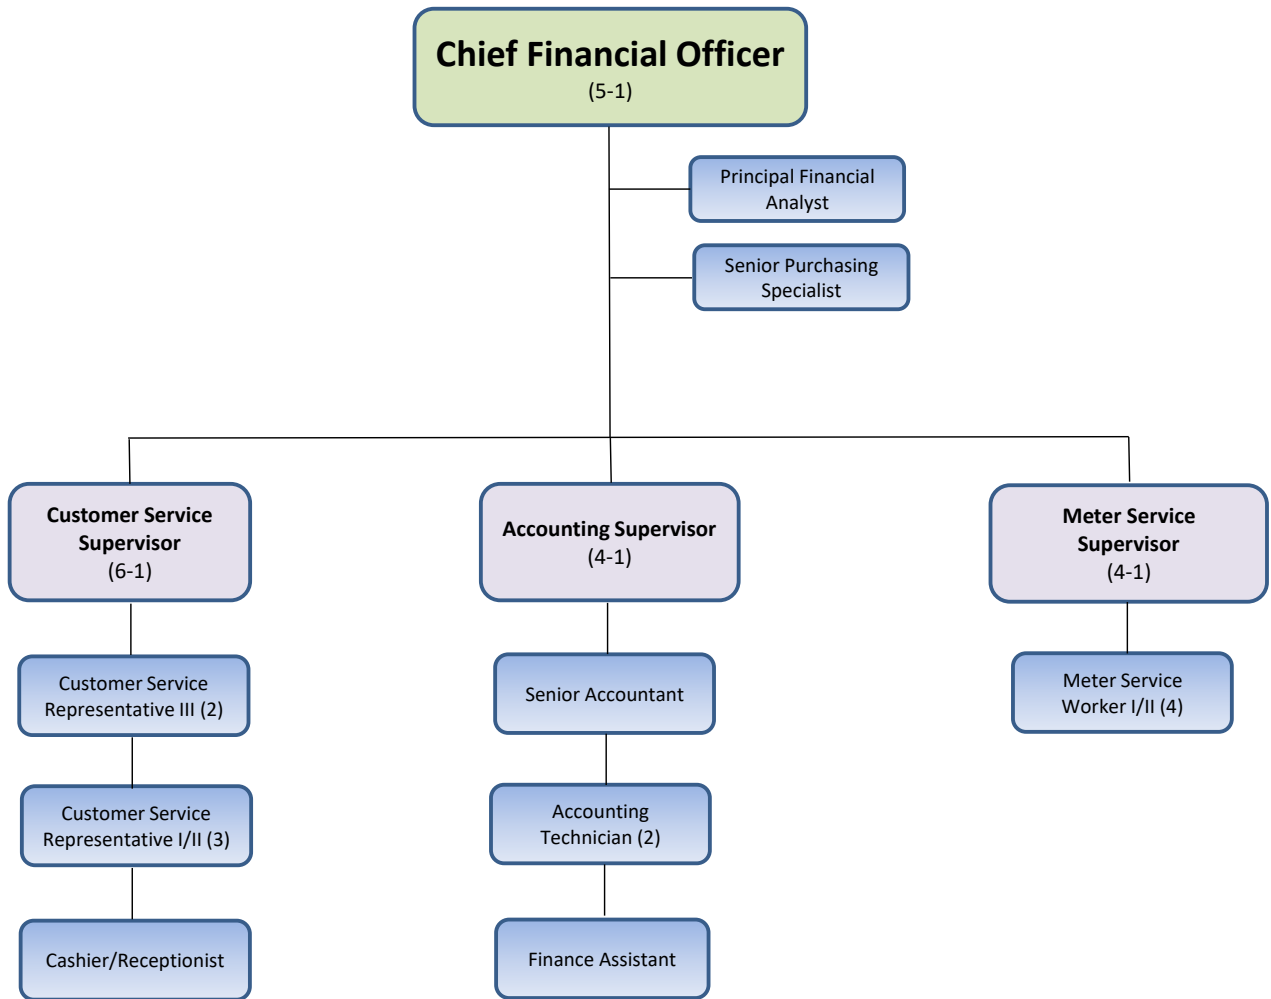 Chief Financial Officer
(5-1)
Principal Financial
Analyst
Senior Purchasing
Specialist
Customer Service
Supervisor
(6-1)
Accounting Supervisor
(4-1)
Meter Service
Supervisor
(4-1)
Customer Service
Representative III (2)
Senior Accountant
Meter Service
Worker I/II (4)
Customer Service
Representative I/II (3)
Accounting
Technician (2)
Cashier/Receptionist
Finance Assistant